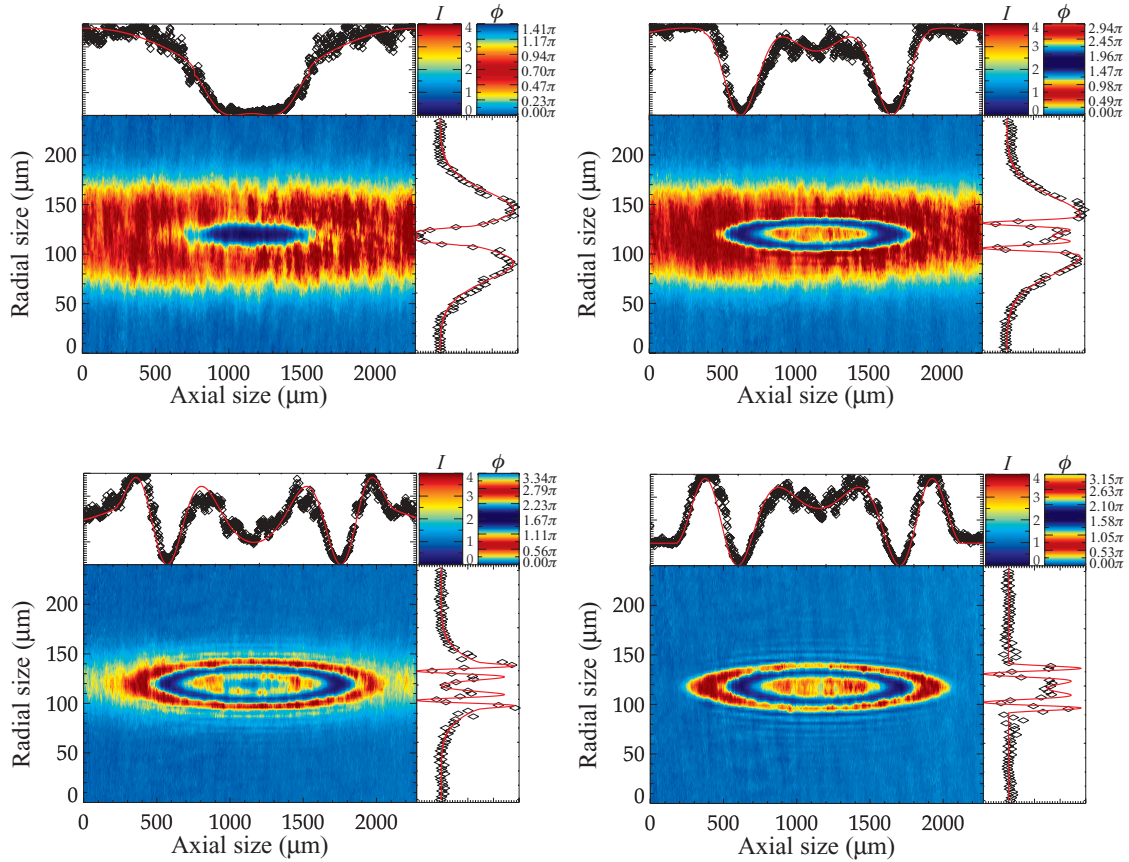 I ϕ
4 1.41π
1.17π
3 0.94π
2 0.70π
1 0.47π
0.23π
0 0.00π
Radial size (μm)
200
150
100
50
0
0 500 1000 1500 2000
Axial size (μm)
I ϕ
4 2.94π
2.45π
3 1.96π
2 1.47π
1 0.98π
0.49π
0 0.00π
Radial size (μm)
200
150
100
50
0
0 500 1000 1500 2000
Axial size (μm)
I ϕ
4 3.34π
2.79π
3 2.23π
2 1.67π
1 1.11π
0.56π
0 0.00π
Radial size (μm)
200
150
100
50
0
0 500 1000 1500 2000
Axial size (μm)
I ϕ
4 3.15π
2.63π
3 2.10π
2 1.58π
1 1.05π
0.53π
0 0.00π
Radial size (μm)
200
150
100
50
0
0 500 1000 1500 2000
Axial size (μm)